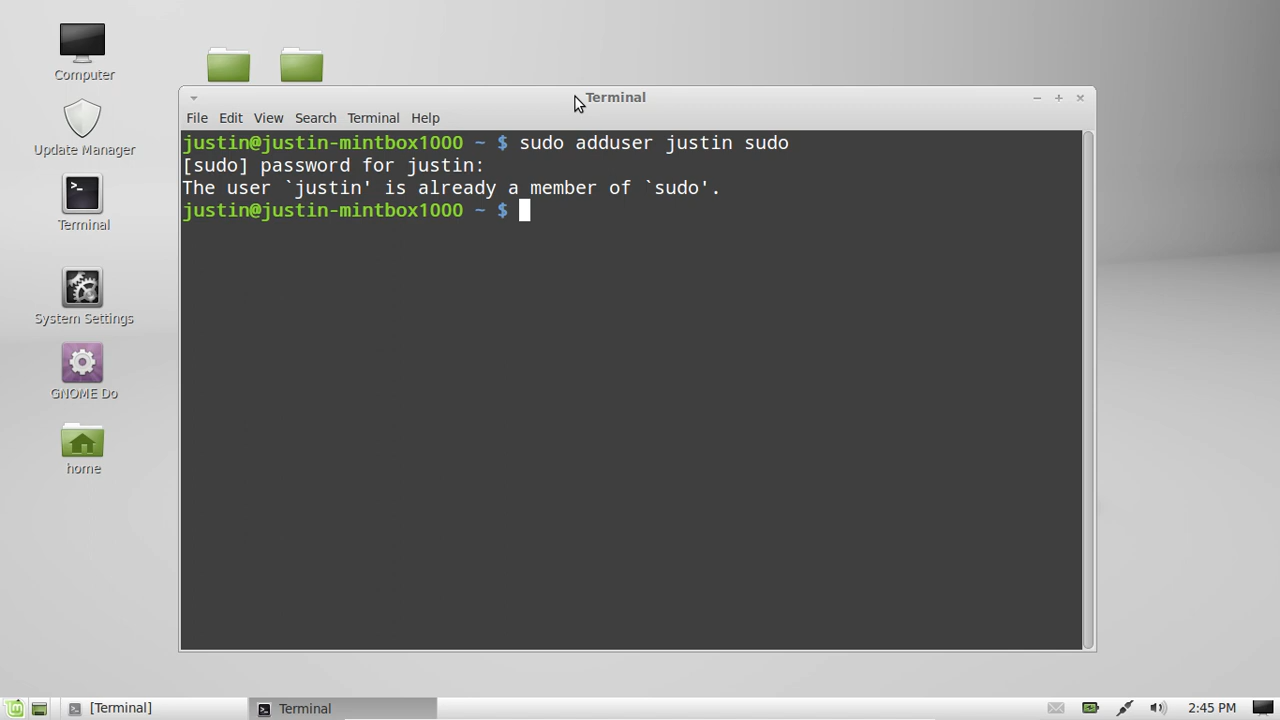 Computer
Update Manager
Terminal
System Settings
GNOME Do
home
Terminal
File Edit View Search Terminal Help
justin@justin-mintbox1000 ~ $ sudo adduser justin sudo
[sudo] password for justin:
The user `justin' is already a member of `sudo'.
justin@justin-mintbox1000 ~ $
[Terminal] Terminal 2:45 PM